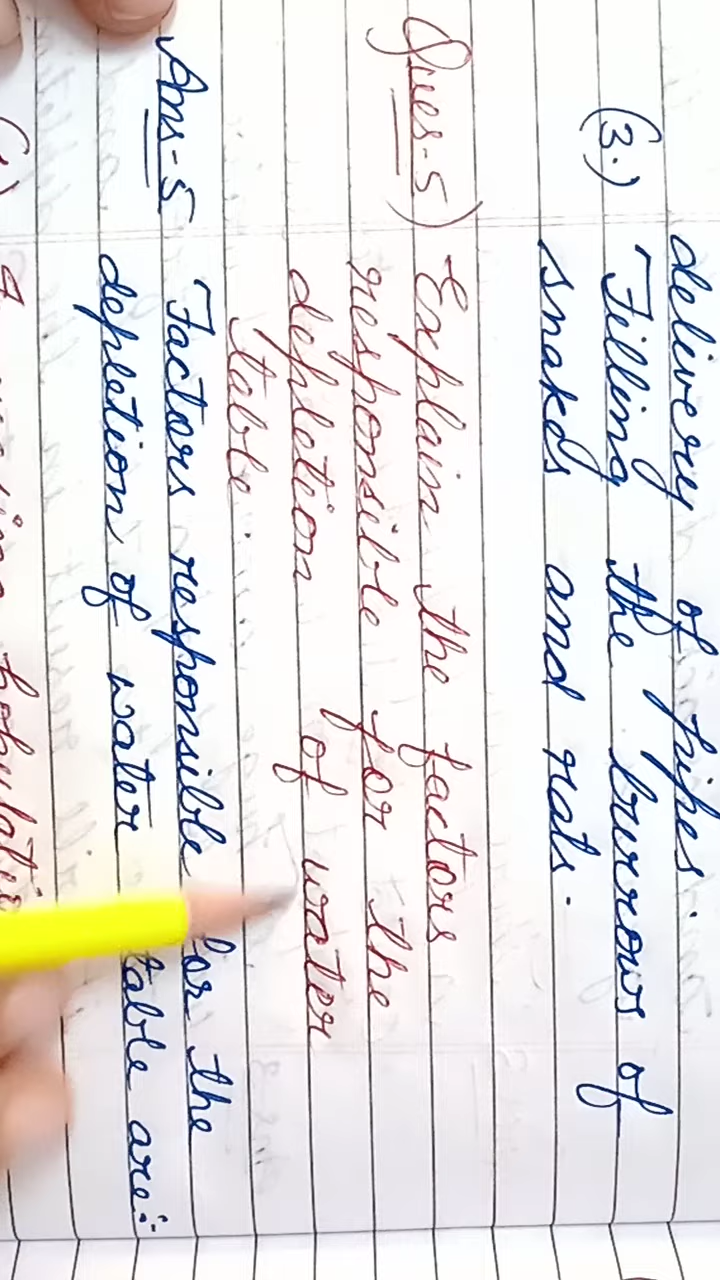 delivery of pipes.
(3.) Filling the burrows of
snakes and rats.
Ques-5) Explain the factors
responsible for the
depletion of water
table.
Ans-5 Factors responsible for the
depletion of water table are:-